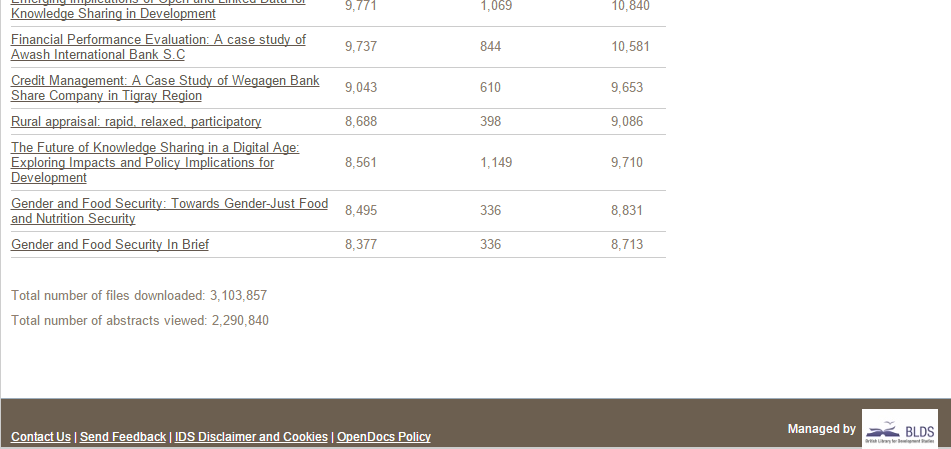 Emerging Implications of Open and Linked Data for
Knowledge Sharing in Development 9,771 1,069 10,840
Financial Performance Evaluation: A case study of
Awash International Bank S.C 9,737 844 10,581
Credit Management: A Case Study of Wegagen Bank
Share Company in Tigray Region 9,043 610 9,653
Rural appraisal: rapid, relaxed, participatory 8,688 398 9,086
The Future of Knowledge Sharing in a Digital Age:
Exploring Impacts and Policy Implications for 8,561 1,149 9,710
Development
Gender and Food Security: Towards Gender-Just Food
and Nutrition Security 8,495 336 8,831
Gender and Food Security In Brief 8,377 336 8,713
Total number of files downloaded: 3,103,857
Total number of abstracts viewed: 2,290,840
Contact Us | Send Feedback | IDS Disclaimer and Cookies | OpenDocs Policy
Managed by
BLDS
British Library for Development Studies